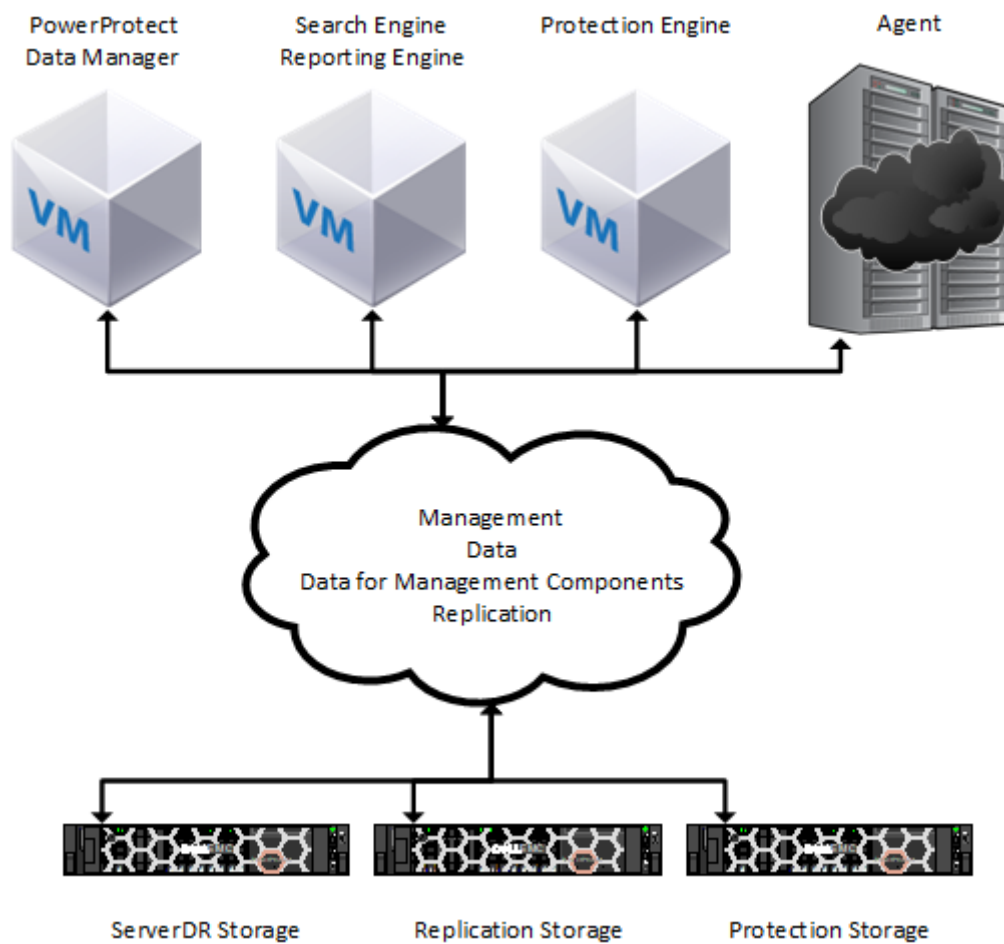 PowerProtect
Data Manager
Search Engine
Reporting Engine
Protection Engine
Agent
VM
VM
VM
Management
Data
Data for Management Components
Replication
ServerDR Storage
Replication Storage
Protection Storage